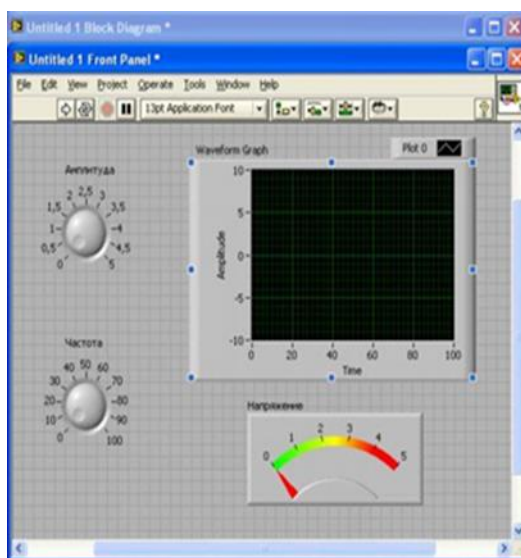 Untitled 1 Block Diagram *
Untitled 1 Front Panel *
File Edit View Project Operate Tools Window Help
13pt Application Font
Амплитуда
0 0,5 1 1,5 2 2,5 3 3,5 4 4,5 5
Waveform Graph
Plot 0
Amplitude
10
5
0
-5
-10
0 20 40 60 80 100
Time
Частота
0 10 20 30 40 50 60 70 80 90 100
Напряжение
0 1 2 3 4 5